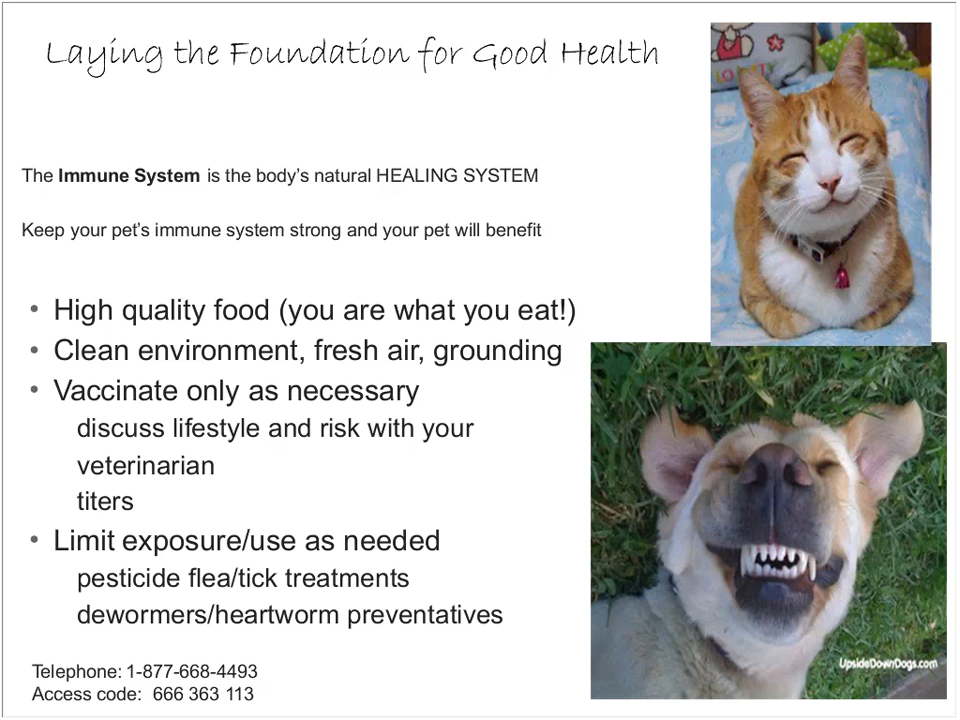 Laying the Foundation for Good Health
The Immune System is the body's natural HEALING SYSTEM
Keep your pet's immune system strong and your pet will benefit
• High quality food (you are what you eat!)
• Clean environment, fresh air, grounding
• Vaccinate only as necessary
discuss lifestyle and risk with your
veterinarian
titers
• Limit exposure/use as needed
pesticide flea/tick treatments
dewormers/heartworm preventatives
Telephone: 1-877-668-4493
Access code: 666 363 113
UpsideDownDogs.com